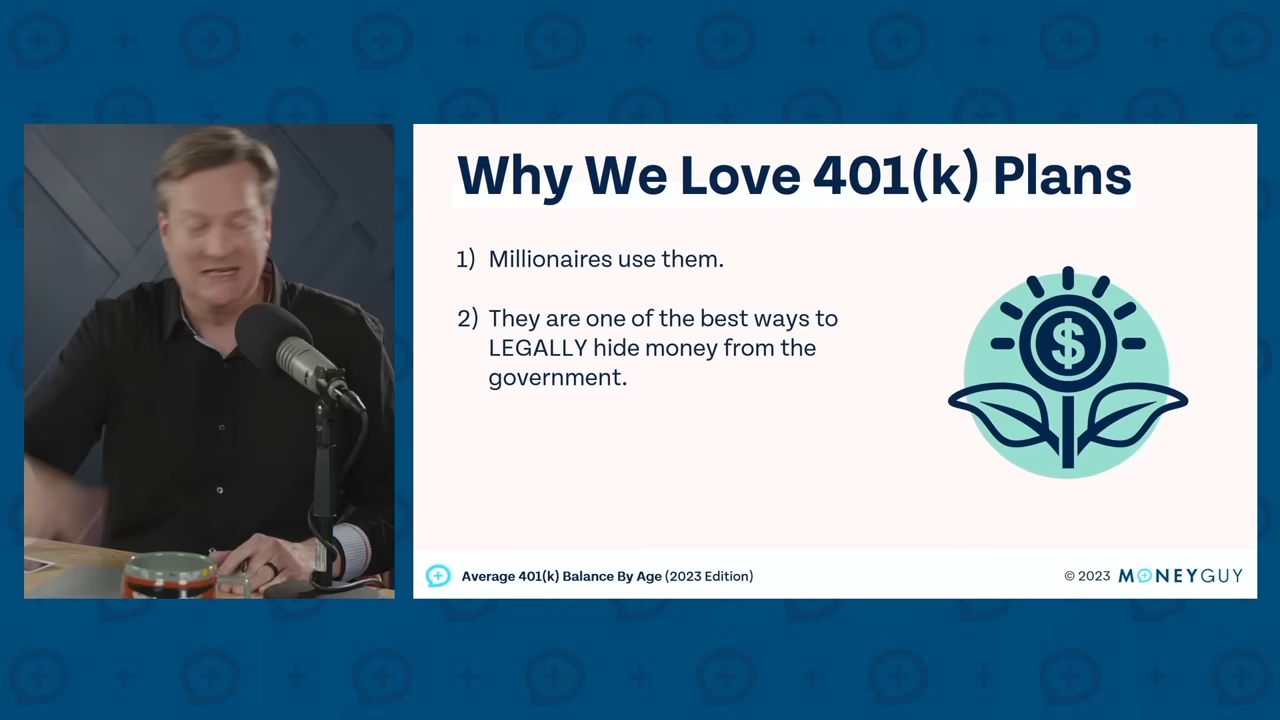 Why We Love 401(k) Plans
1) Millionaires use them.
2) They are one of the best ways to
LEGALLY hide money from the
government.
$
Average 401(k) Balance By Age (2023 Edition)
© 2023 MONEYGUY